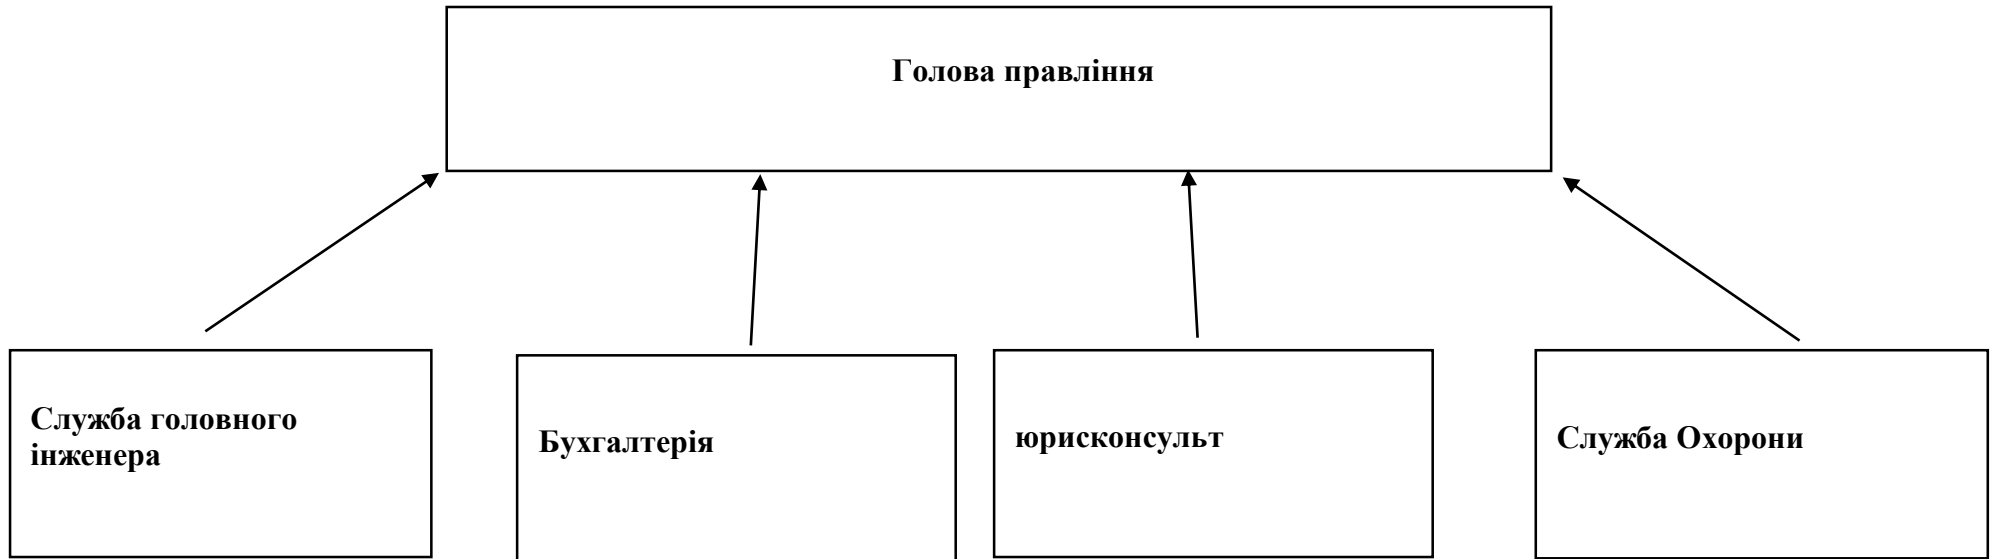 Голова правління
Служба головного
інженера
Бухгалтерія
юрисконсульт
Служба Охорони